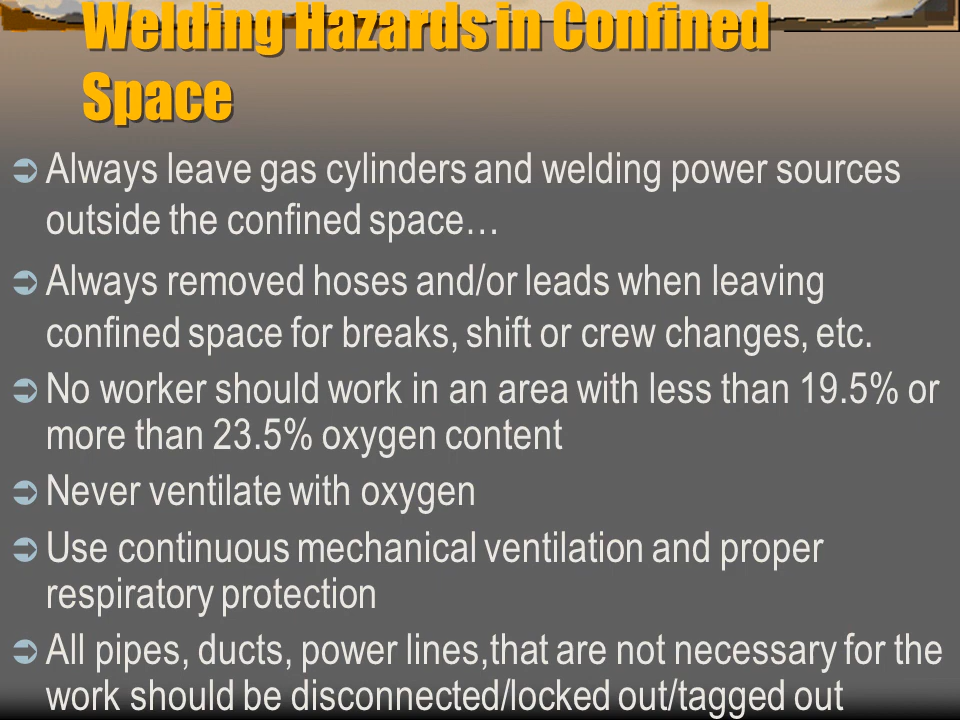 Welding Hazards in Confined
Space
Always leave gas cylinders and welding power sources
outside the confined space…
Always removed hoses and/or leads when leaving
confined space for breaks, shift or crew changes, etc.
No worker should work in an area with less than 19.5% or
more than 23.5% oxygen content
Never ventilate with oxygen
Use continuous mechanical ventilation and proper
respiratory protection
All pipes, ducts, power lines,that are not necessary for the
work should be disconnected/locked out/tagged out